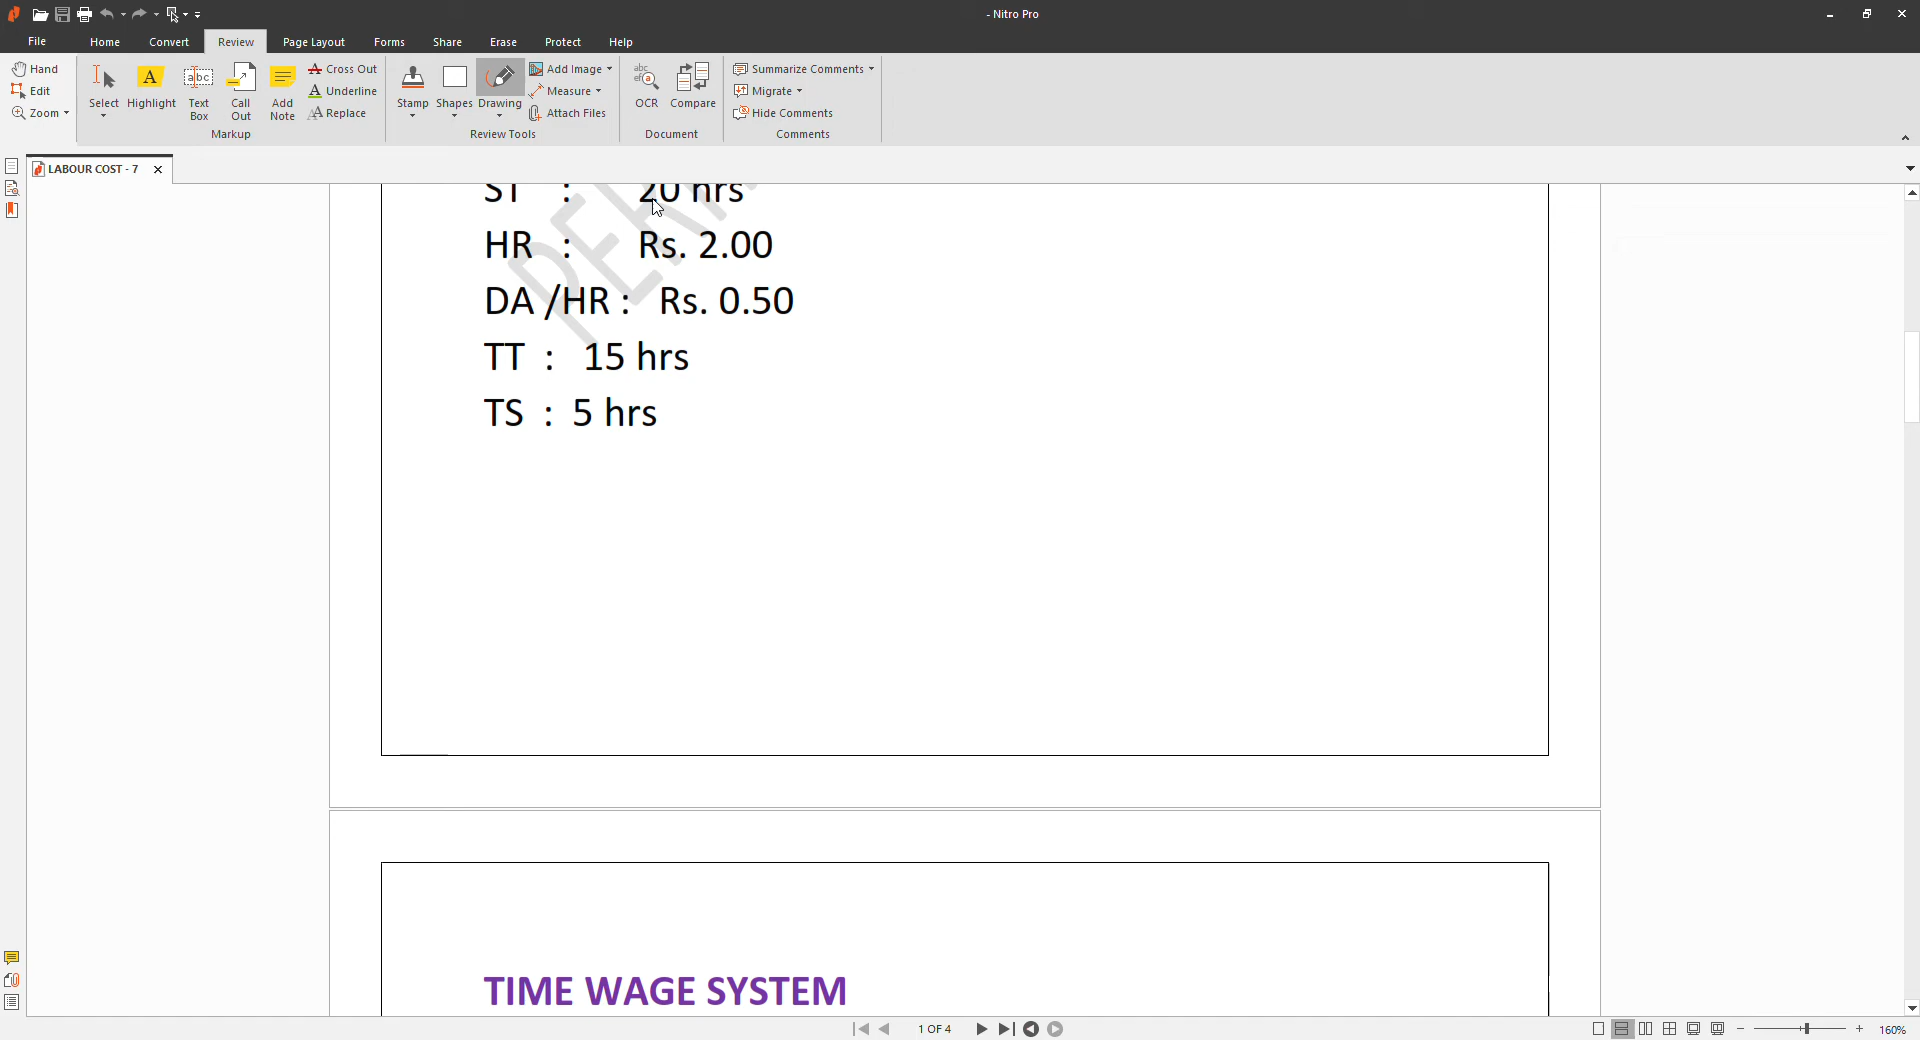 - Nitro Pro
File Home Convert Review Page Layout Forms Share Erase Protect Help
Hand
Edit
Zoom
Select
Highlight
Text Box
Call Out
Add Note
Cross Out
Underline
Replace
Markup
Stamp
Shapes
Drawing
Add Image
Measure
Attach Files
Review Tools
OCR
Compare
Document
Summarize Comments
Migrate
Hide Comments
Comments
LABOUR COST - 7
ST : 20 hrs
HR : Rs. 2.00
DA /HR : Rs. 0.50
TT : 15 hrs
TS : 5 hrs
TIME WAGE SYSTEM
1 OF 4
160%